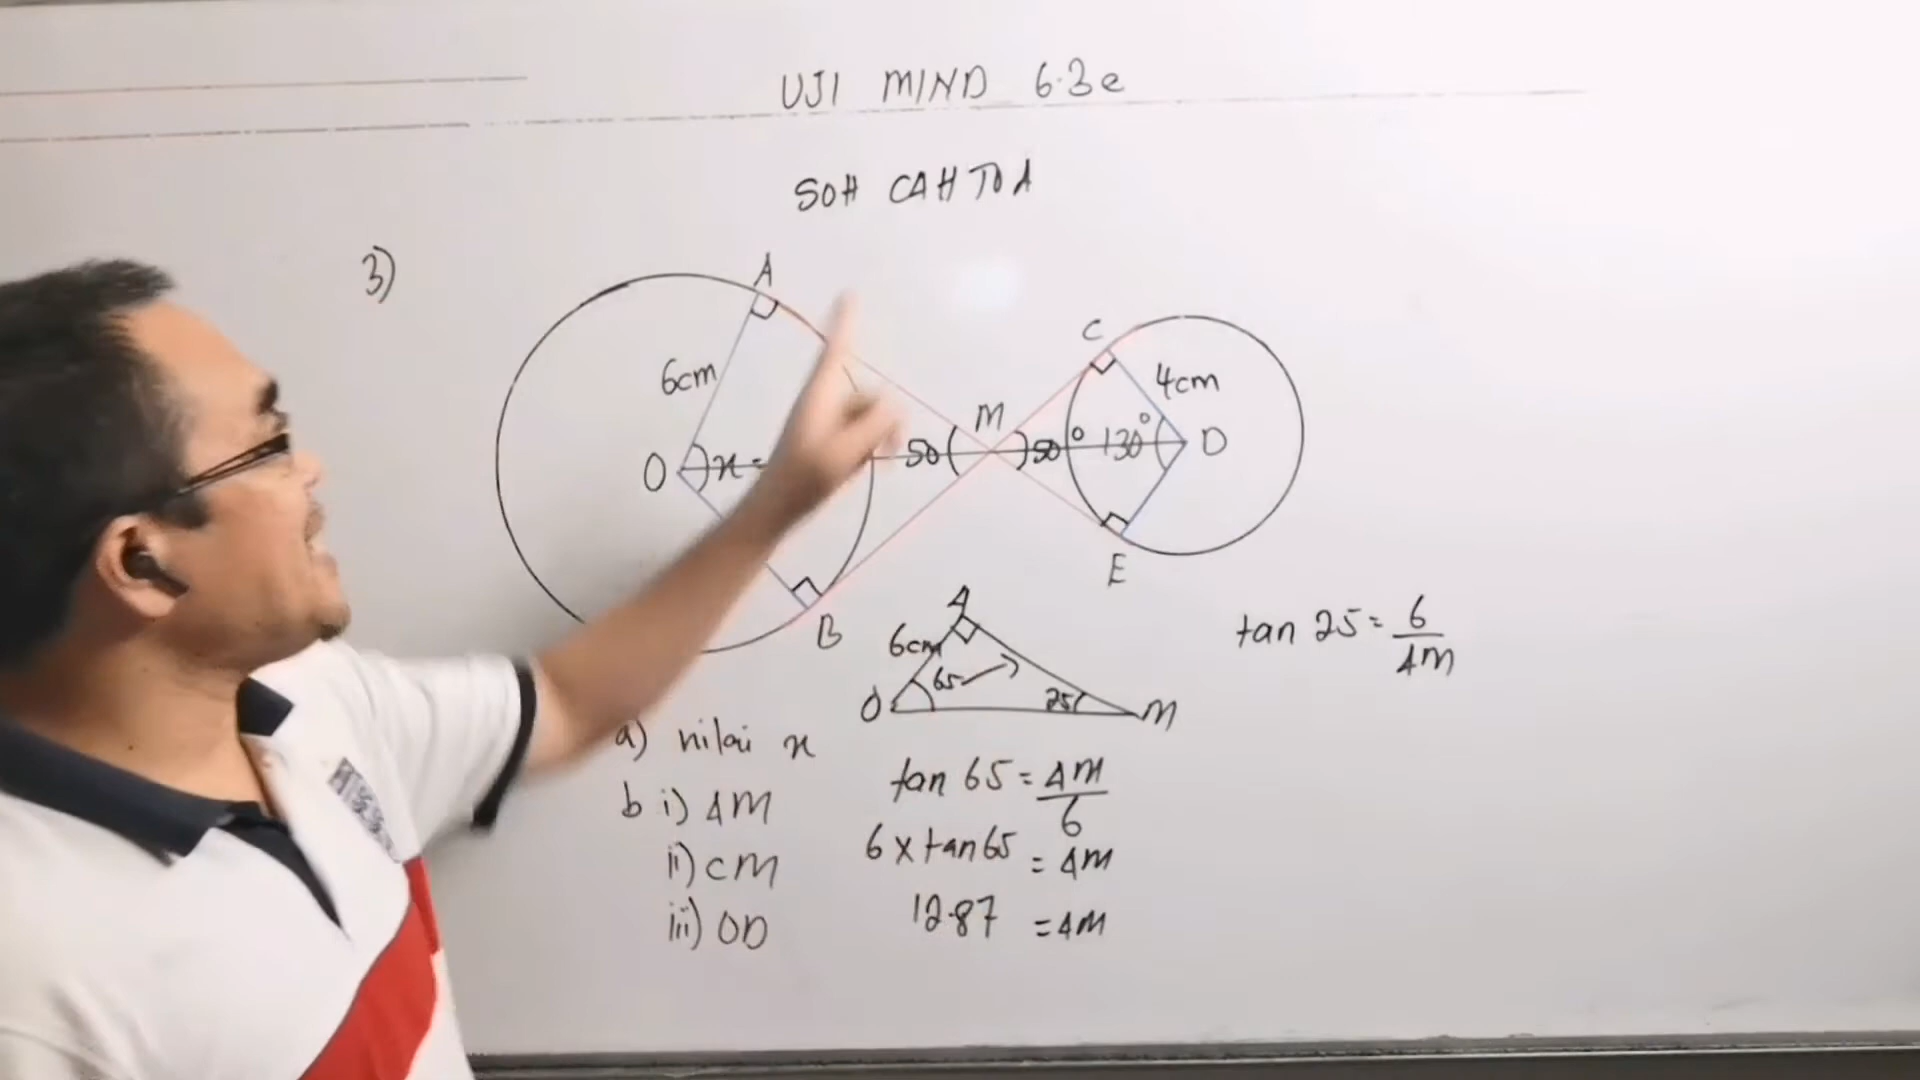 UJI MIND 6.3e
SOH CAH TOA
3)
A
C
6cm
4cm
M
O
x =
50
50°
130°
D
E
B
A
6cm
65
25
O
M
tan 25 = 6/AM
a) nilai x
b i) AM
ii) CM
iii) OD
tan 65 = AM/6
6 x tan 65 = AM
12.87 = AM